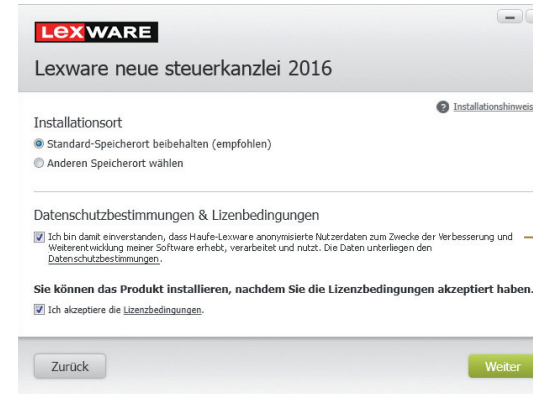 LEXWARE
Lexware neue steuerkanzlei 2016
Installationshinweis
Installationsort
Standard-Speicherort beibehalten (empfohlen)
Anderen Speicherort wählen
Datenschutzbestimmungen & Lizenbedingungen
Ich bin damit einverstanden, dass Haufe-Lexware anonymisierte Nutzerdaten zum Zwecke der Verbesserung und
Weiterentwicklung meiner Software erhebt, verarbeitet und nutzt. Die Daten unterliegen den
Datenschutzbestimmungen.
Sie können das Produkt installieren, nachdem Sie die Lizenzbedingungen akzeptiert haben.
Ich akzeptiere die Lizenzbedingungen.
Zurück
Weiter